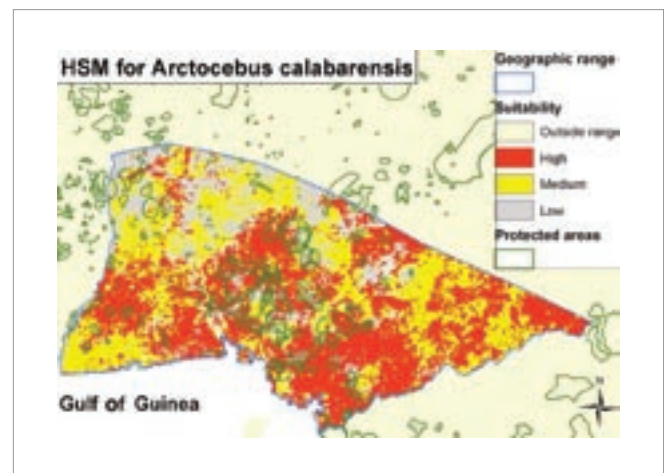 HSM for Arctocebus calabarensis
Geographic range
Suitability
Outside range
High
Medium
Low
Protected areas
Gulf of Guinea
N